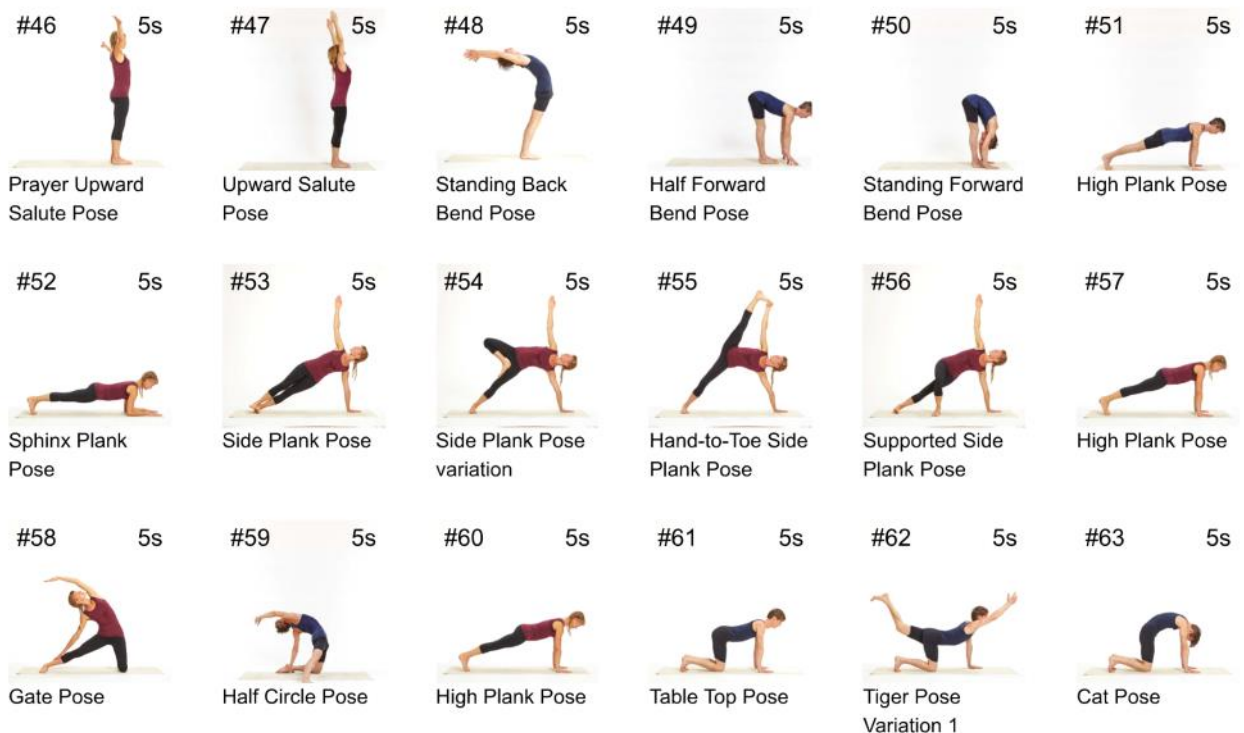 #46 5s
#47 5s
#48 5s
#49 5s
#50 5s
#51 5s
Prayer Upward
Salute Pose
Upward Salute
Pose
Standing Back
Bend Pose
Half Forward
Bend Pose
Standing Forward
Bend Pose
High Plank Pose
#52 5s
#53 5s
#54 5s
#55 5s
#56 5s
#57 5s
Sphinx Plank
Pose
Side Plank Pose
Side Plank Pose
variation
Hand-to-Toe Side
Plank Pose
Supported Side
Plank Pose
High Plank Pose
#58 5s
#59 5s
#60 5s
#61 5s
#62 5s
#63 5s
Gate Pose
Half Circle Pose
High Plank Pose
Table Top Pose
Tiger Pose
Variation 1
Cat Pose